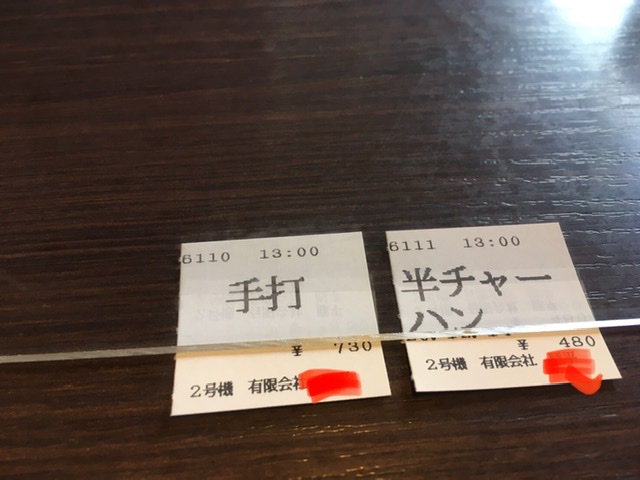 6110 13:00
手打
¥ 730
2号機 有限会社
6111 13:00
半チャー
ハン
¥ 480
2号機 有限会社